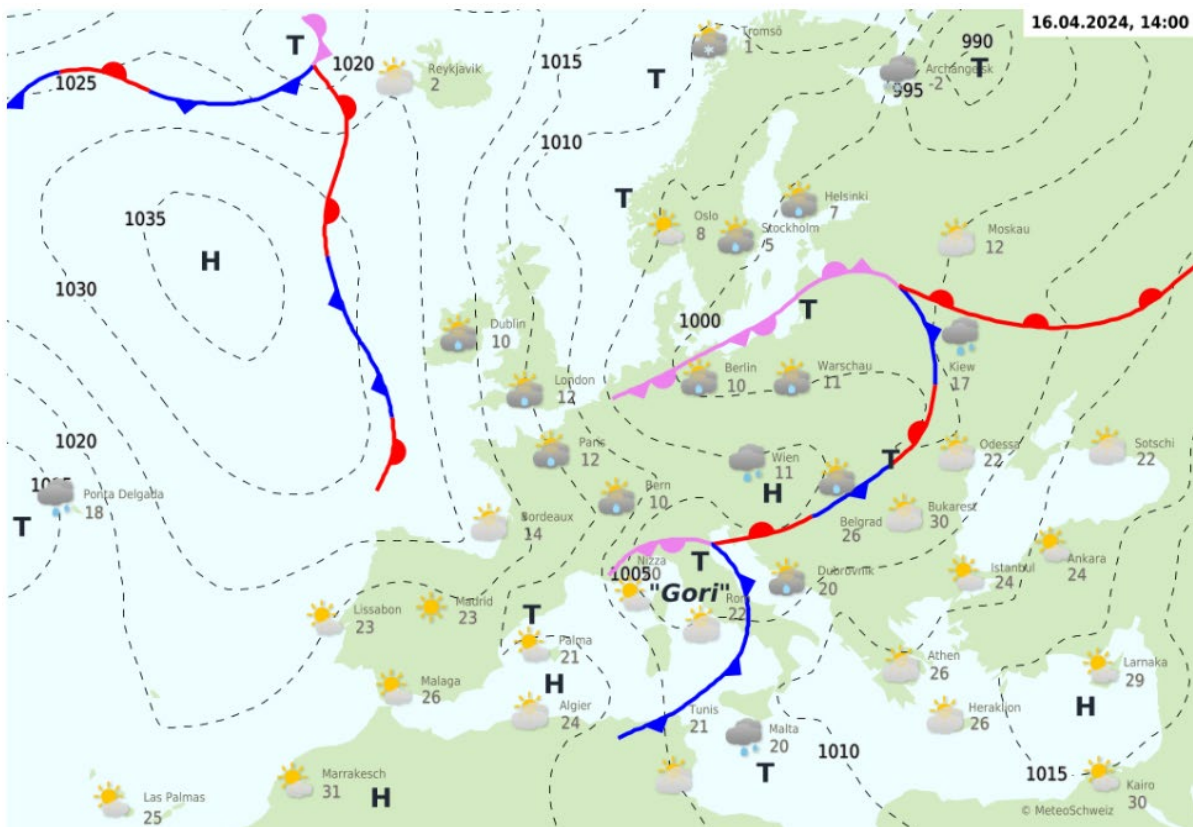 16.04.2024, 14:00
990
T
Tromsö
1
T
1020
Reykjavik
2
1015
T
Archangelsk
-2
T
995
1025
1010
1035
T
Helsinki
7
Oslo
8
Stockholm
5
Moskau
12
H
1030
T
1000
Dublin
10
Kiew
17
London
12
Berlin
10
Warschau
11
1020
Paris
12
Wien
11
T
Odessa
22
Sotschi
22
Ponta Delgada
18
T
Bern
10
H
Bordeaux
14
Belgrad
26
Bukarest
30
Nizza
T
1005
"Gori"
Dubrovnik
20
Istanbul
24
Ankara
24
Lissabon
23
Madrid
23
T
Rom
22
Palma
21
Malaga
26
H
Athen
26
Larnaka
29
Algier
24
Tunis
21
Malta
20
Heraklion
26
H
1010
T
1015
Marrakesch
31
H
Kairo
30
Las Palmas
25
© MeteoSchweiz